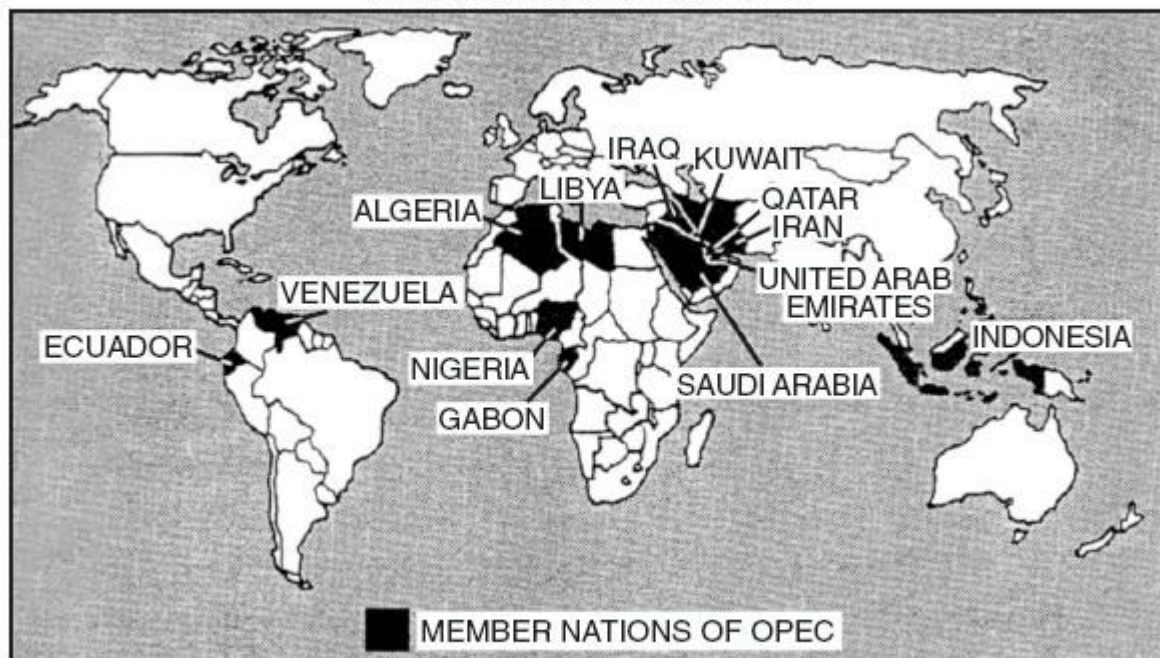 IRAQ
KUWAIT
LIBYA
QATAR
ALGERIA
IRAN
UNITED ARAB
EMIRATES
VENEZUELA
INDONESIA
ECUADOR
NIGERIA
SAUDI ARABIA
GABON
MEMBER NATIONS OF OPEC